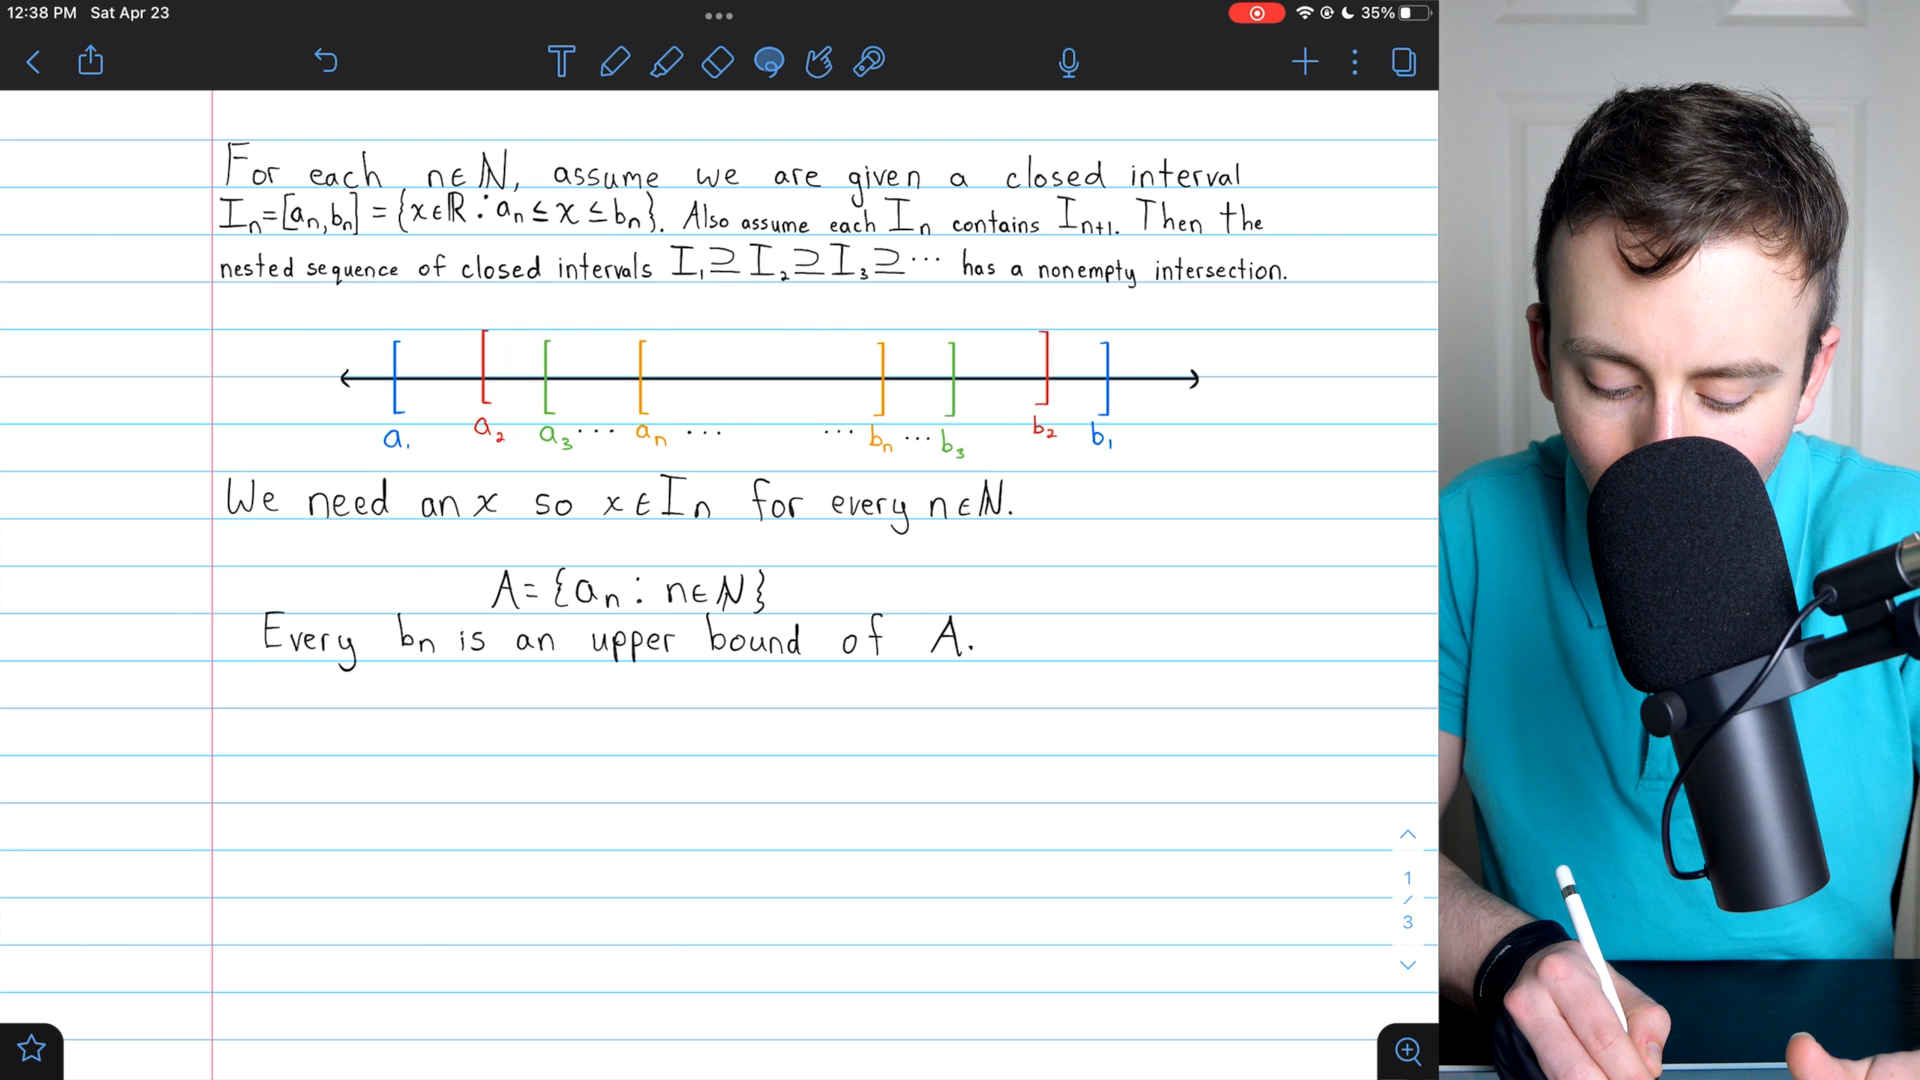 12:38 PM Sat Apr 23
35%
For each n∈ℕ, assume we are given a closed interval
Iₙ=[aₙ,bₙ] = {x∈ℝ : aₙ ≤ x ≤ bₙ}. Also assume each Iₙ contains Iₙ₊₁. Then the
nested sequence of closed intervals I₁⊇I₂⊇I₃⊇⋯ has a nonempty intersection.
a₁ a₂ a₃ ⋯ aₙ ⋯ ⋯ bₙ ⋯ b₃ b₂ b₁
We need an x so x∈Iₙ for every n∈ℕ.
A={aₙ : n∈ℕ}
Every bₙ is an upper bound of A.
1
/
3